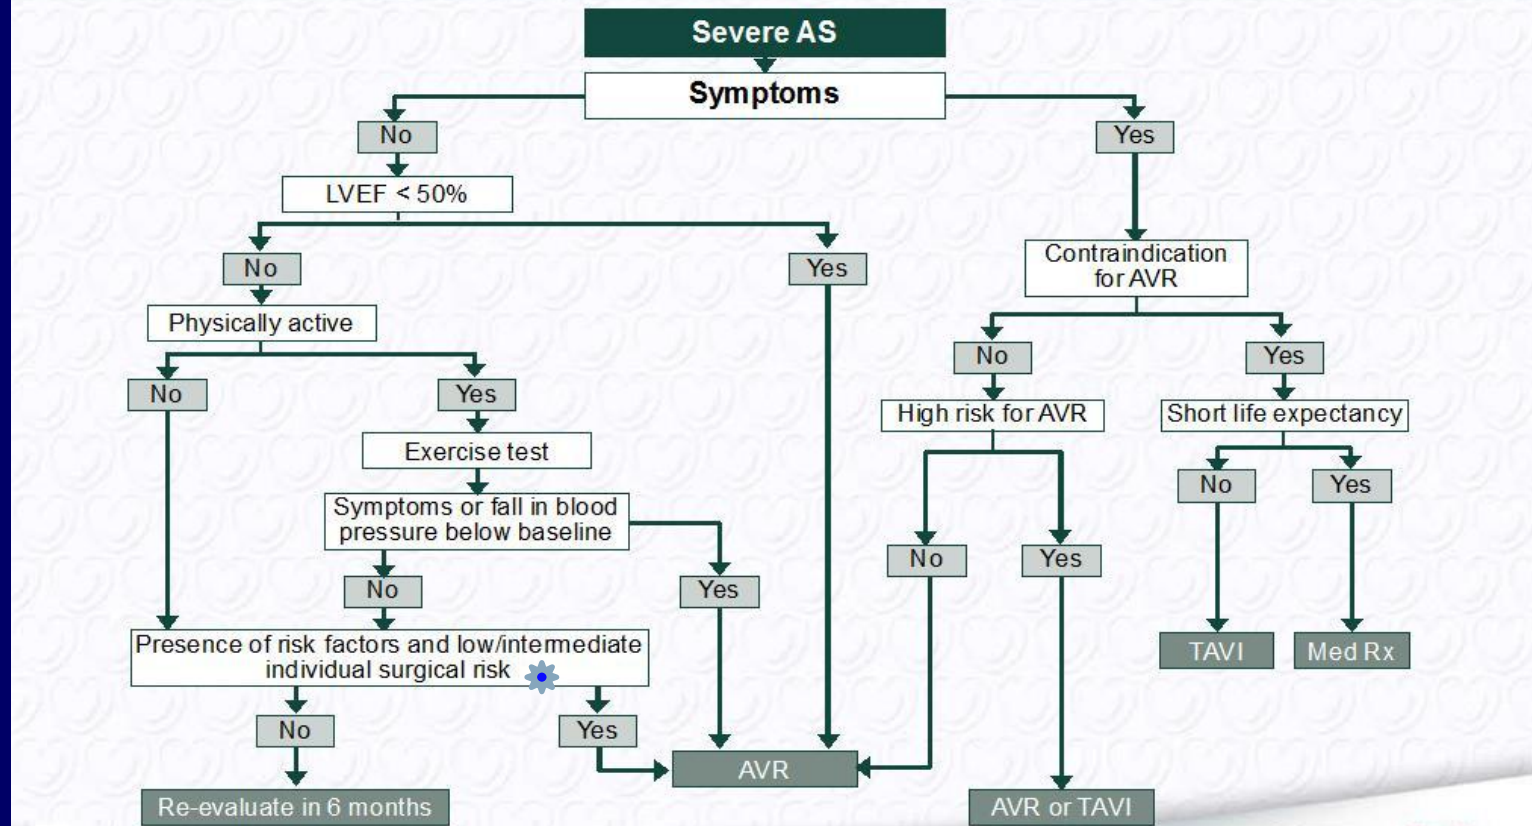 Severe AS
Symptoms
No
Yes
LVEF < 50%
No
Yes
Contraindication
for AVR
Physically active
No
Yes
No
Yes
Exercise test
High risk for AVR
Short life expectancy
No
Yes
Symptoms or fall in blood
pressure below baseline
No
Yes
No
Yes
Presence of risk factors and low/intermediate
individual surgical risk
TAVI
Med Rx
No
Yes
AVR
Re-evaluate in 6 months
AVR or TAVI